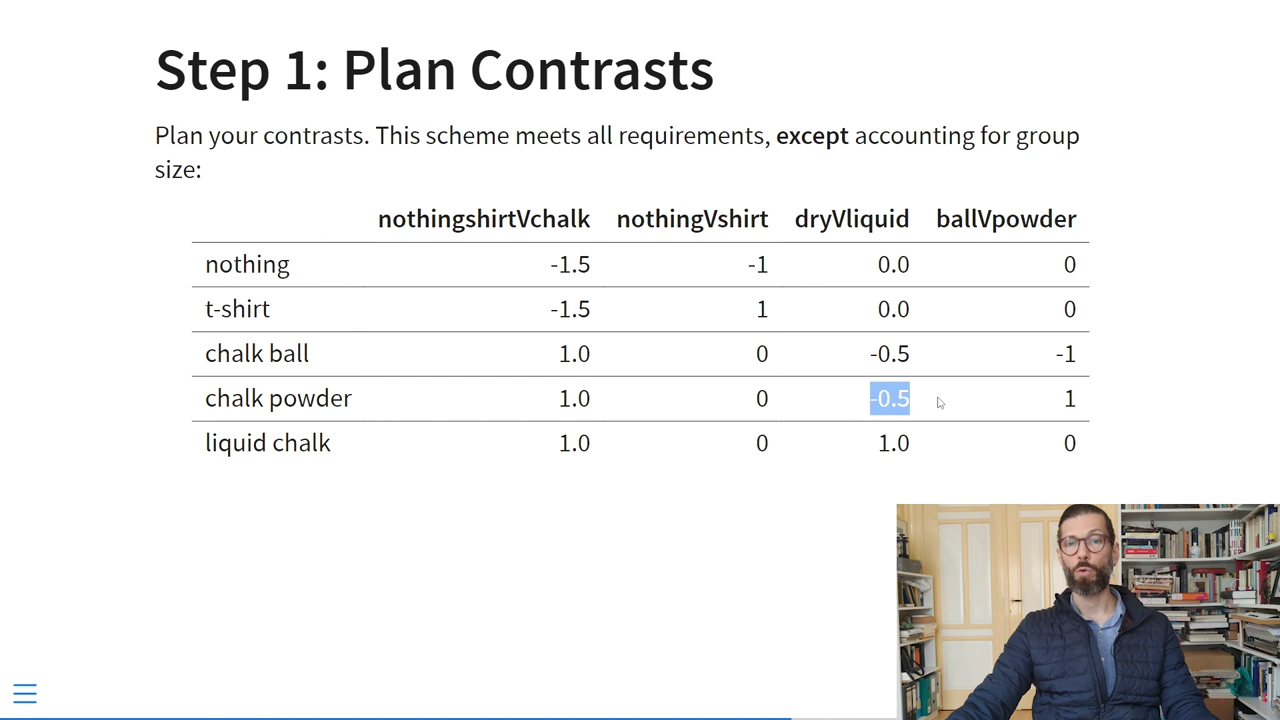 Step 1: Plan Contrasts
Plan your contrasts. This scheme meets all requirements, except accounting for group
size:
nothingshirtVchalk nothingVshirt dryVliquid ballVpowder
nothing -1.5 -1 0.0 0
t-shirt -1.5 1 0.0 0
chalk ball 1.0 0 -0.5 -1
chalk powder 1.0 0 -0.5 1
liquid chalk 1.0 0 1.0 0